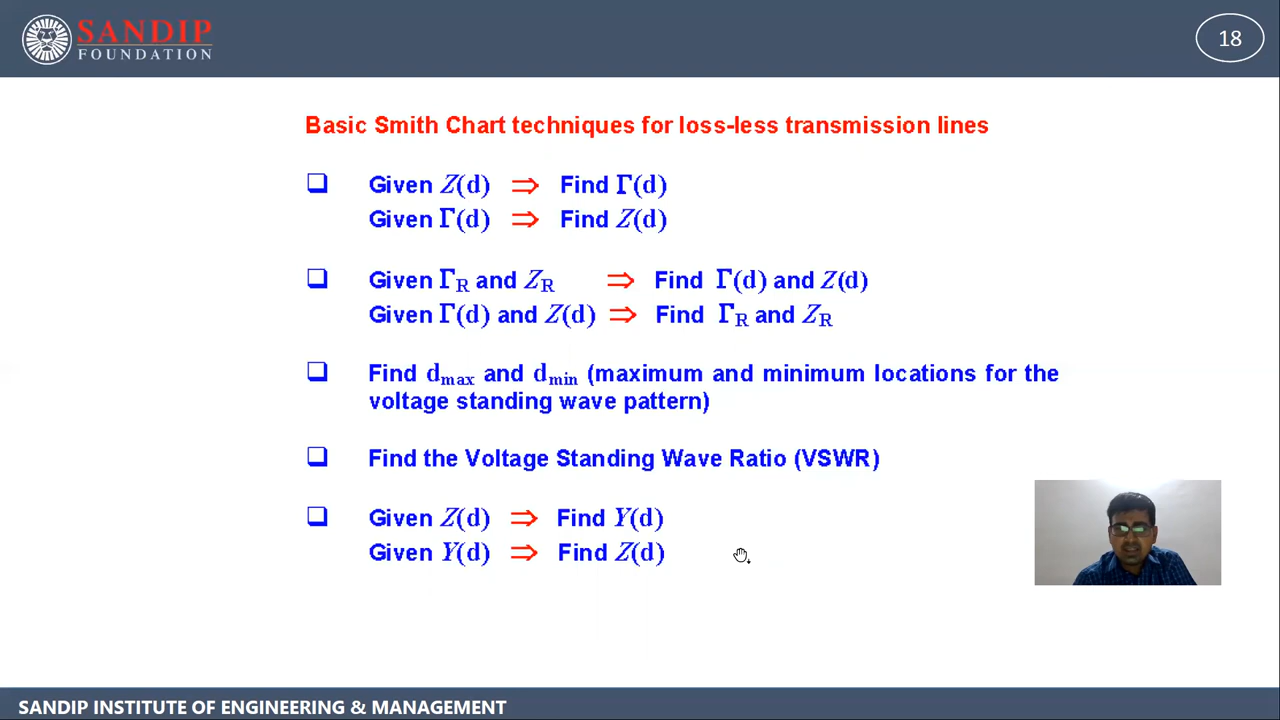 SANDIP
FOUNDATION
18
Basic Smith Chart techniques for loss-less transmission lines
❑ Given Z(d) ⇒ Find Γ(d)
Given Γ(d) ⇒ Find Z(d)
❑ Given ΓR and ZR ⇒ Find Γ(d) and Z(d)
Given Γ(d) and Z(d) ⇒ Find ΓR and ZR
❑ Find dmax and dmin (maximum and minimum locations for the
voltage standing wave pattern)
❑ Find the Voltage Standing Wave Ratio (VSWR)
❑ Given Z(d) ⇒ Find Y(d)
Given Y(d) ⇒ Find Z(d)
SANDIP INSTITUTE OF ENGINEERING & MANAGEMENT